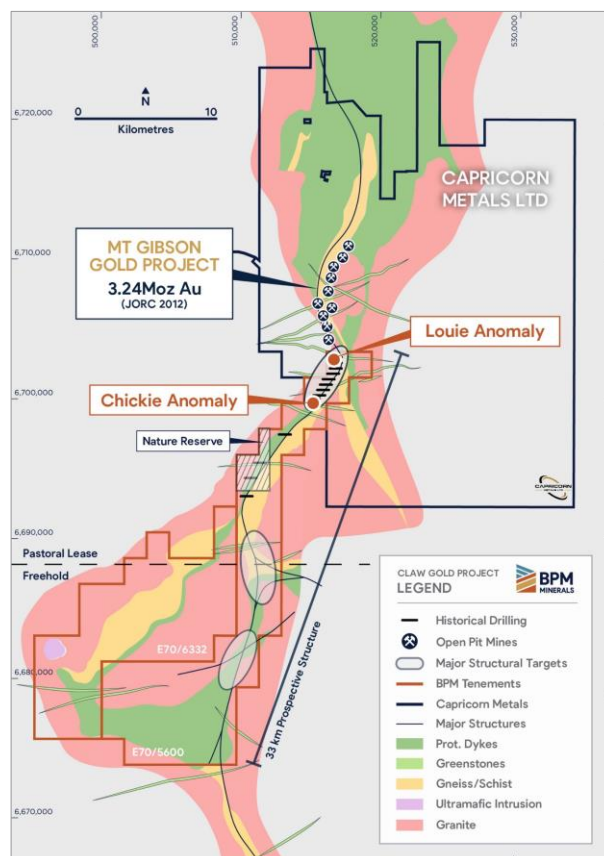 500,000
510,000
520,000
530,000
6,720,000
N
0 10
Kilometres
CAPRICORN
METALS LTD
6,710,000
MT GIBSON
GOLD PROJECT
3.24Moz Au
(JORC 2012)
Louie Anomaly
6,700,000
Chickie Anomaly
Nature Reserve
CAPRICORN
METALS LTD
6,690,000
Pastoral Lease
Freehold
E70/6332
6,680,000
33 km Prospective Structure
E70/5600
6,670,000
CLAW GOLD PROJECT
LEGEND
BPM
MINERALS
Historical Drilling
Open Pit Mines
Major Structural Targets
BPM Tenements
Capricorn Metals
Major Structures
Prot. Dykes
Greenstones
Gneiss/Schist
Ultramafic Intrusion
Granite